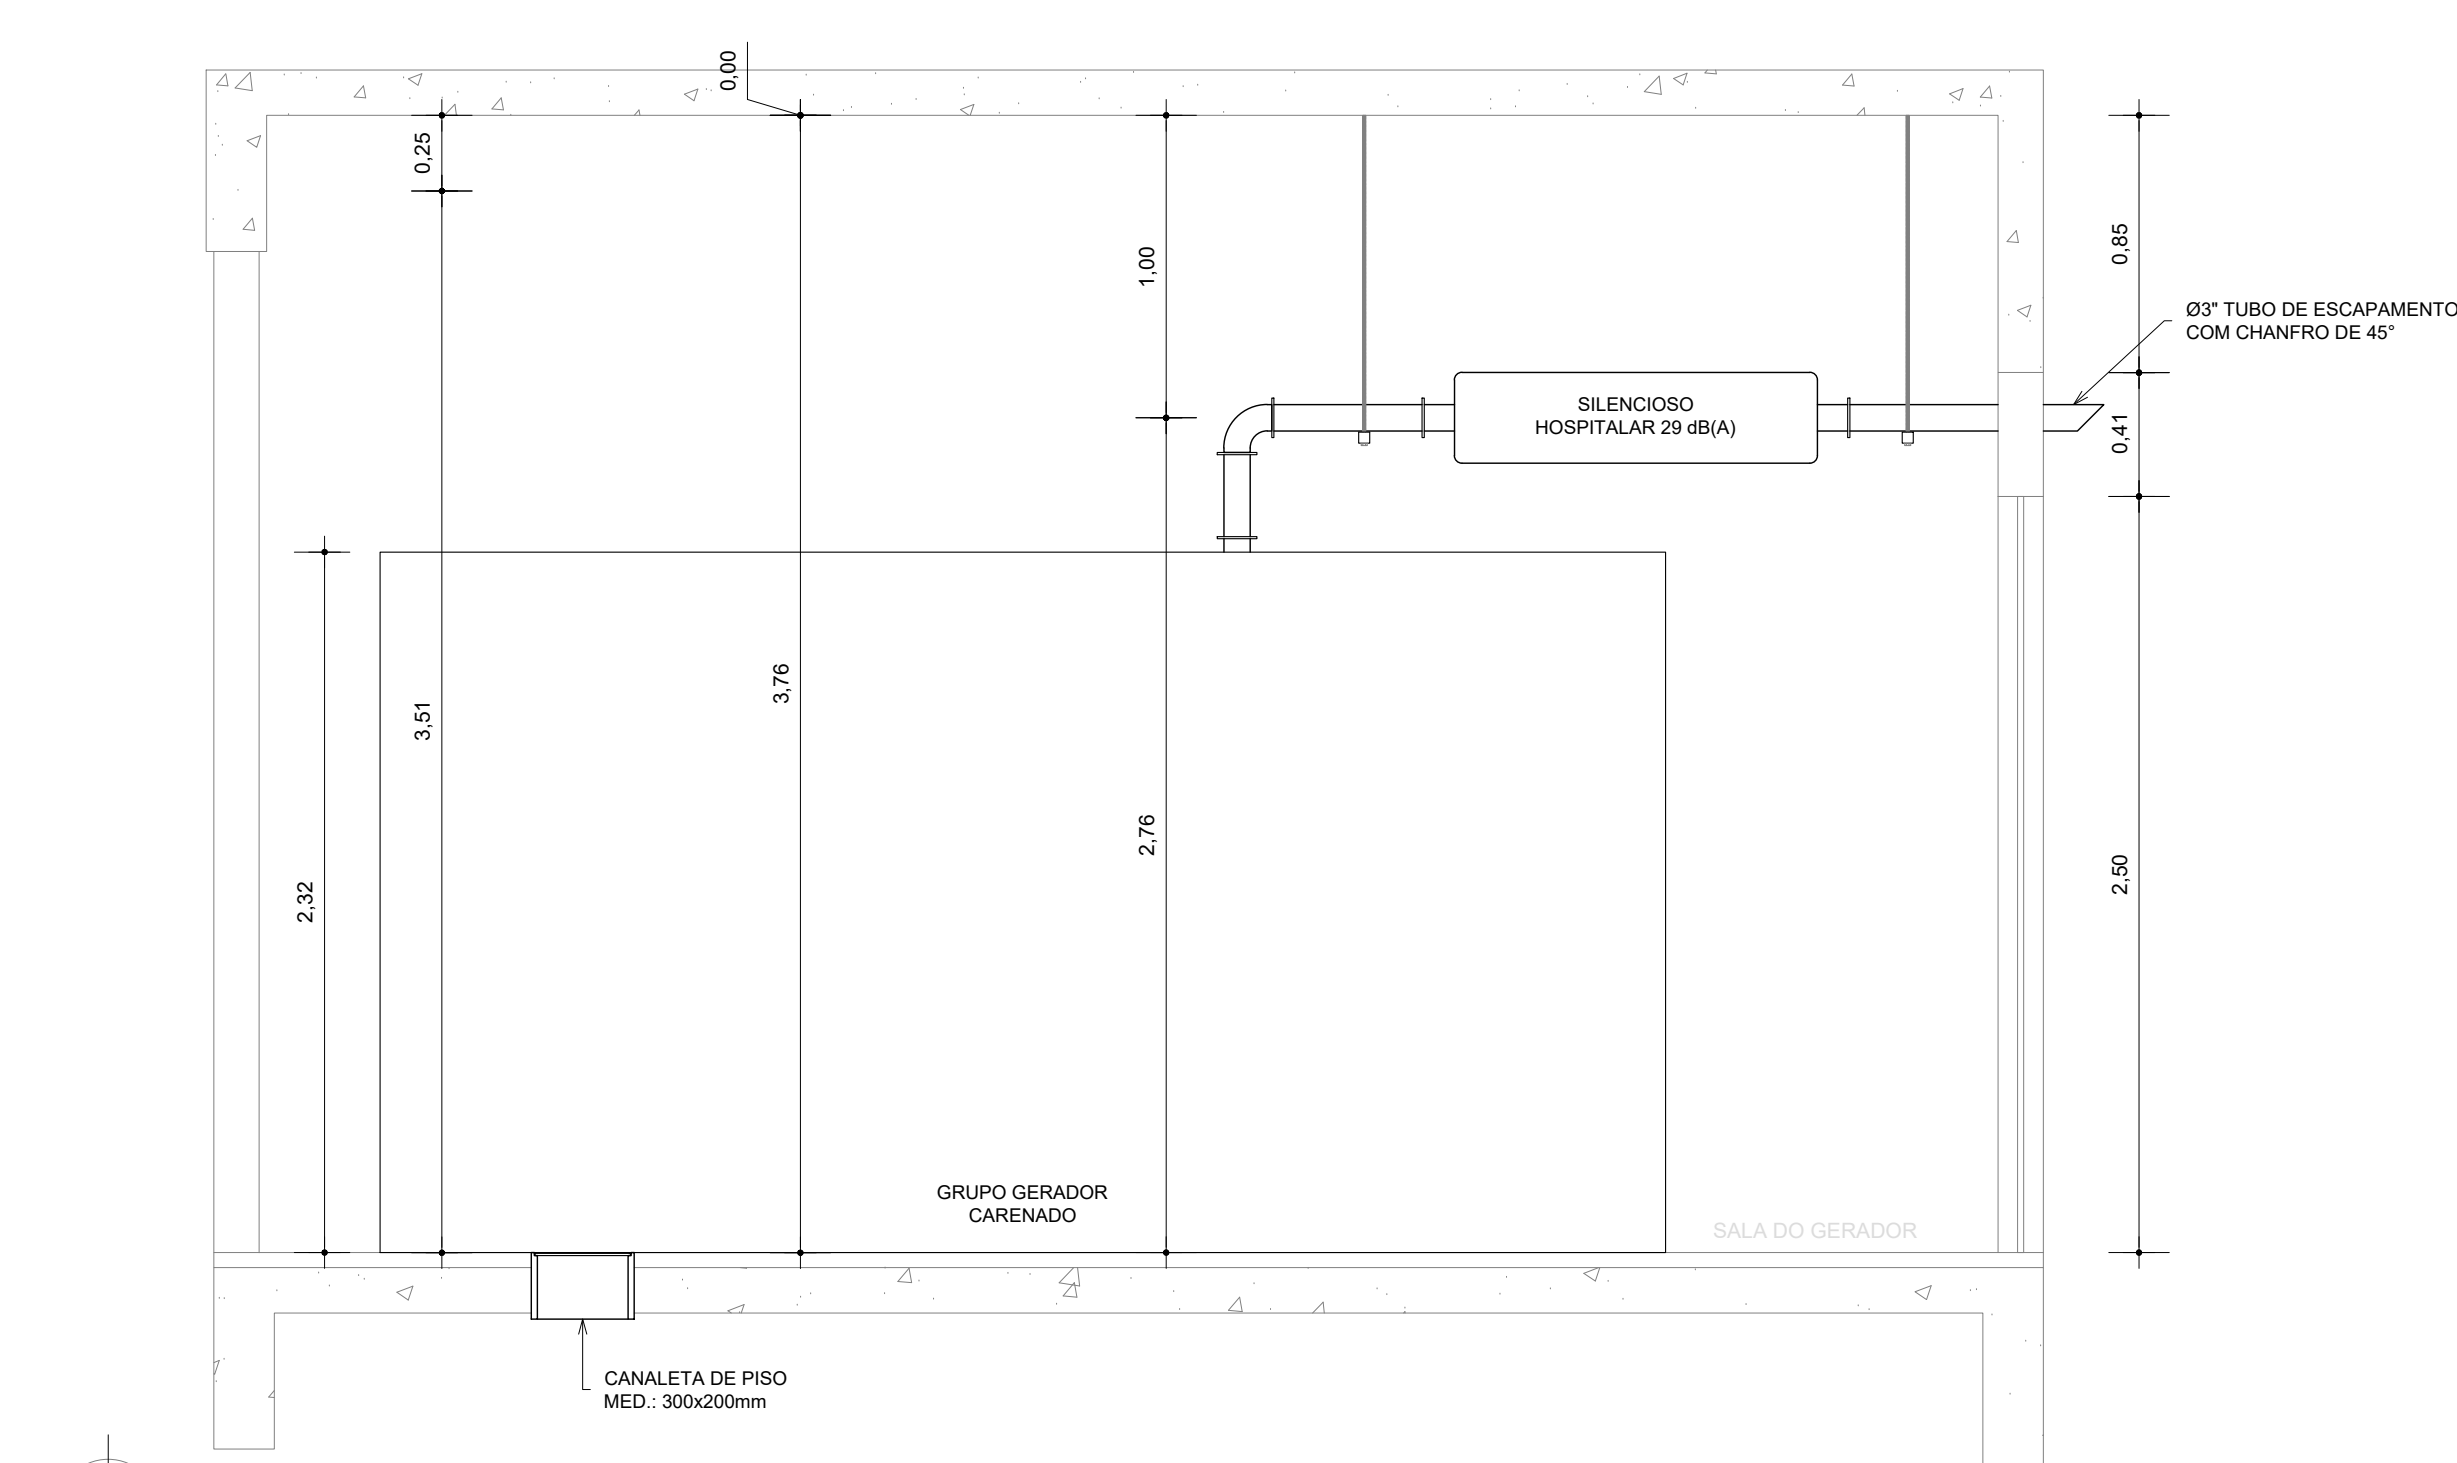 0,00
0,25
0,85
1,00
Ø3" TUBO DE ESCAPAMENTO
COM CHANFRO DE 45°
SILENCIOSO
HOSPITALAR 29 dB(A)
0,41
3,76
3,51
2,76
2,32
2,50
GRUPO GERADOR
CARENADO
SALA DO GERADOR
CANALETA DE PISO
MED.: 300x200mm